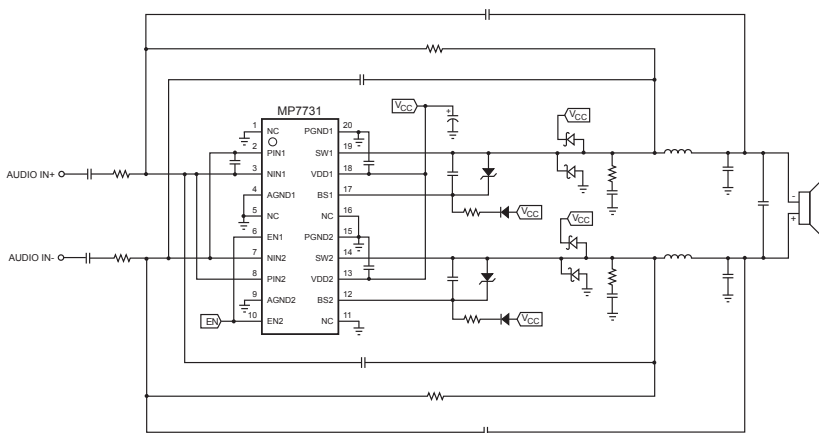 MP7731
VCC
VCC
1 NC PGND1 20
2 PIN1 SW1 19
AUDIO IN+ 3 NIN1 VDD1 18
4 AGND1 BS1 17
5 NC NC 16
VCC
VCC
6 EN1 PGND2 15
AUDIO IN- 7 NIN2 SW2 14
8 PIN2 VDD2 13
9 AGND2 BS2 12
EN 10 EN2 NC 11
VCC
+
-
+